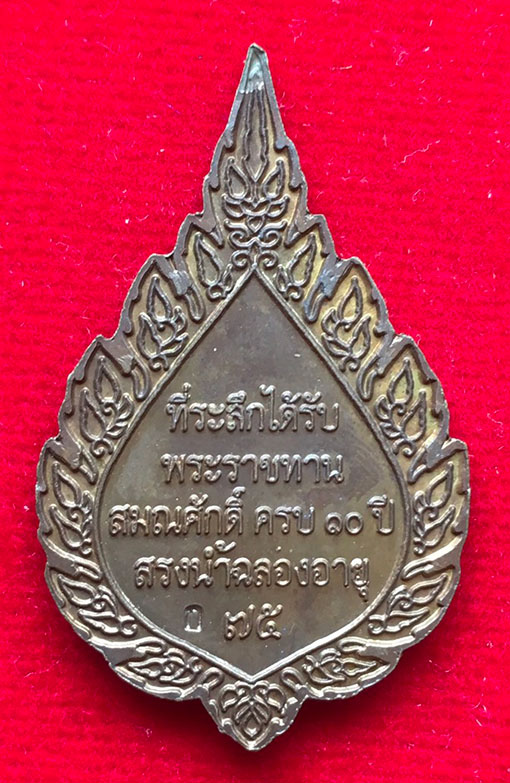 ที่ระลึกได้รับ
พระราชทาน
สมณศักดิ์ ครบ ๑๐ ปี
สรงน้ำฉลองอายุ
๗๕